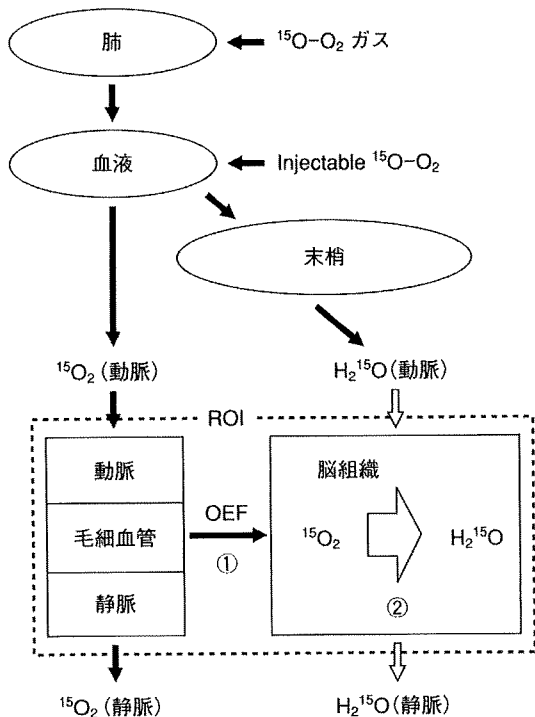 肺
¹⁵O−O₂ ガス
血液
Injectable ¹⁵O−O₂
末梢
¹⁵O₂ (動脈)
H₂¹⁵O (動脈)
ROI
動脈
毛細血管
静脈
OEF
①
脳組織
¹⁵O₂
H₂¹⁵O
②
¹⁵O₂ (静脈)
H₂¹⁵O (静脈)